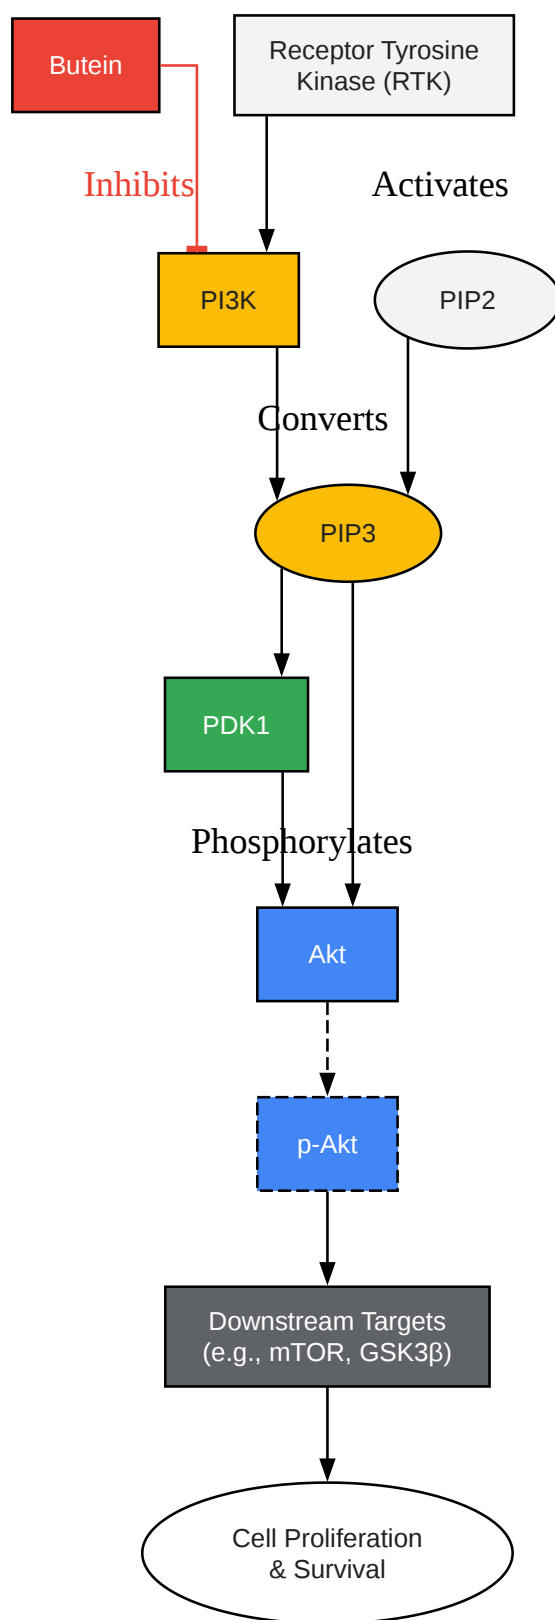 Butein
Receptor Tyrosine
Kinase (RTK)
Inhibits
Activates
PI3K
PIP2
Converts
PIP3
PDK1
Phosphorylates
Akt
p-Akt
Downstream Targets
(e.g., mTOR, GSK3β)
Cell Proliferation
& Survival